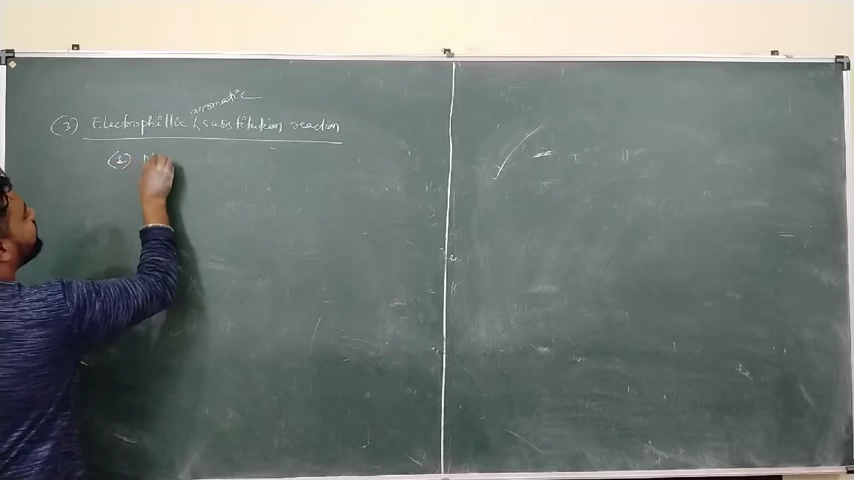 ③ Electrophillic aromatic substitution reaction
① N